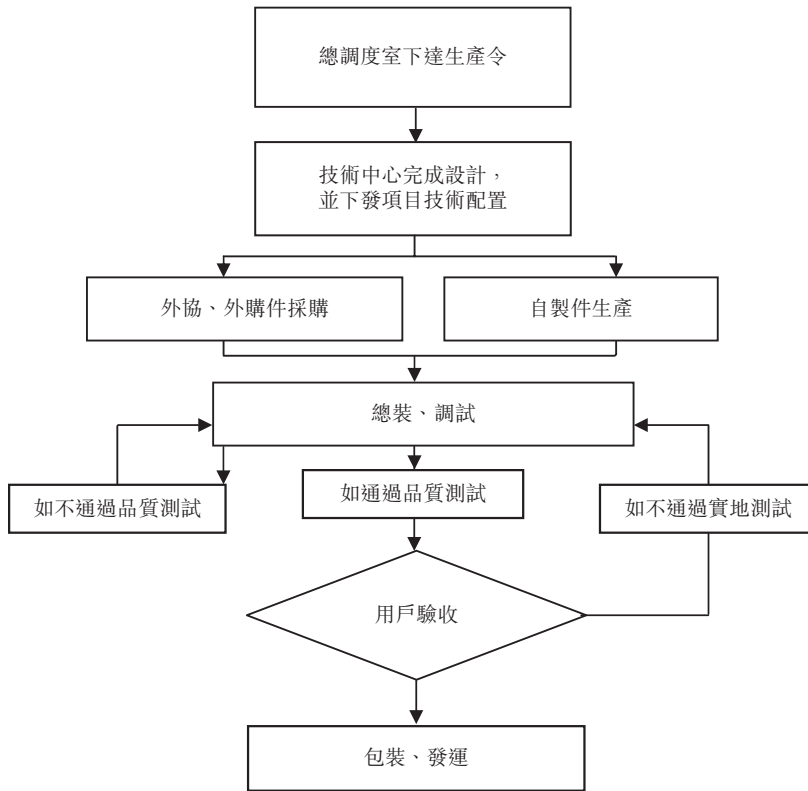 總調度室下達生產令
技術中心完成設計，
並下發項目技術配置
外協、外購件採購
自製件生產
總裝、調試
如不通過品质測試
如通過品质測試
如不通過實地測試
用戶驗收
包裝、發運